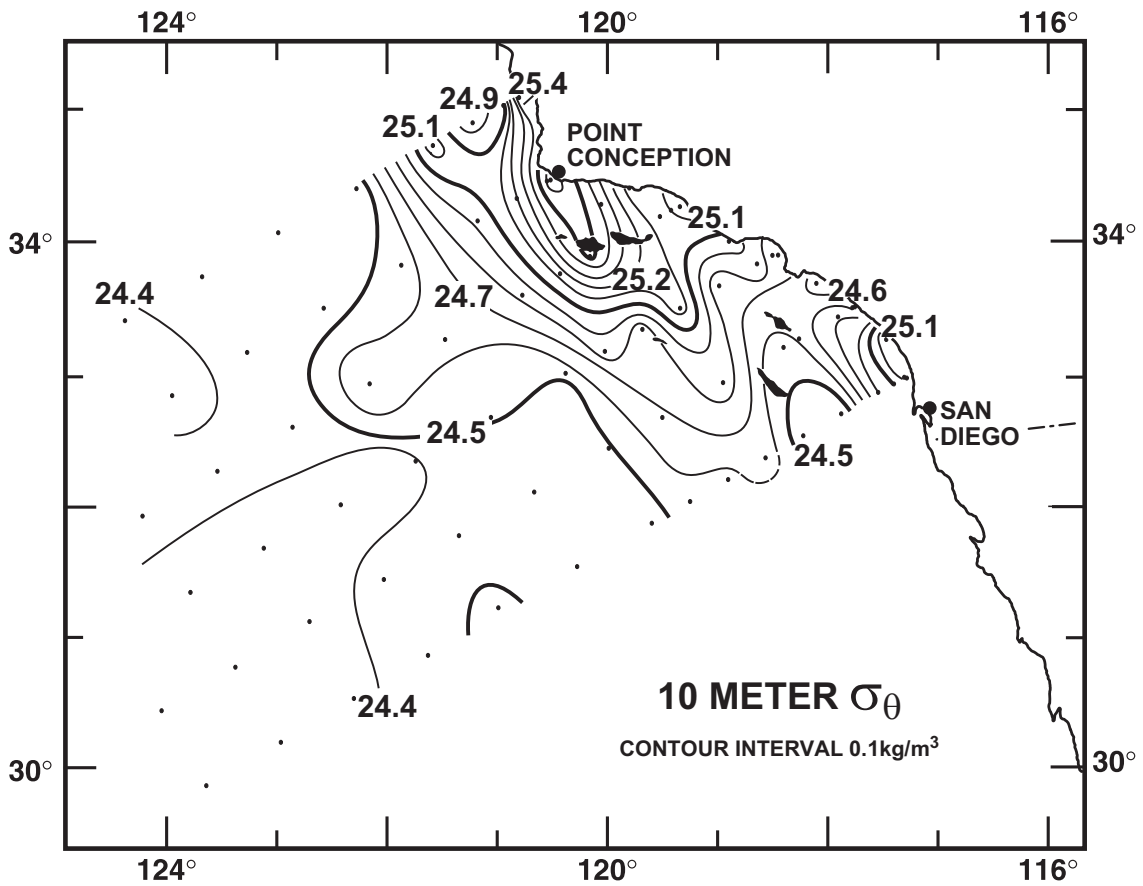 124° 120° 116°
25.4
24.9
25.1
POINT
CONCEPTION
25.1
34° 34°
25.2
24.4 24.7 24.6
25.1
SAN
DIEGO
24.5
24.5
10 METER σθ
24.4
CONTOUR INTERVAL 0.1kg/m³
30° 30°
124° 120° 116°